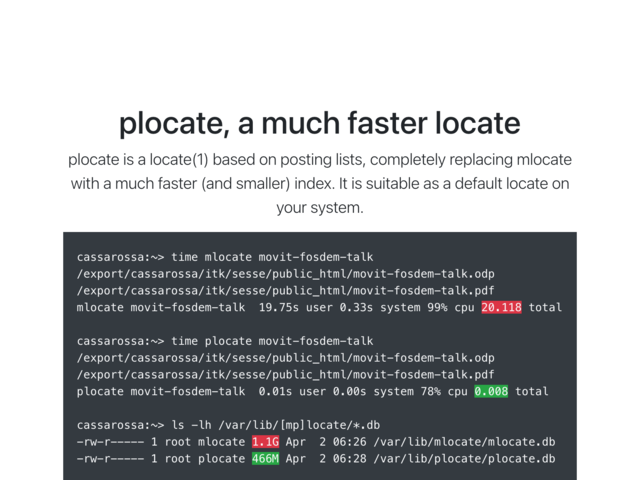 plocate, a much faster locate
plocate is a locate(1) based on posting lists, completely replacing mlocate
with a much faster (and smaller) index. It is suitable as a default locate on
your system.
cassarossa:~> time mlocate movit-fosdem-talk
/export/cassarossa/itk/sesse/public_html/movit-fosdem-talk.odp
/export/cassarossa/itk/sesse/public_html/movit-fosdem-talk.pdf
mlocate movit-fosdem-talk  19.75s user 0.33s system 99% cpu 20.118 total
cassarossa:~> time plocate movit-fosdem-talk
/export/cassarossa/itk/sesse/public_html/movit-fosdem-talk.odp
/export/cassarossa/itk/sesse/public_html/movit-fosdem-talk.pdf
plocate movit-fosdem-talk  0.01s user 0.00s system 78% cpu 0.008 total
cassarossa:~> ls -lh /var/lib/[mp]locate/*.db
-rw-r----- 1 root mlocate 1.1G Apr  2 06:26 /var/lib/mlocate/mlocate.db
-rw-r----- 1 root plocate 466M Apr  2 06:28 /var/lib/plocate/plocate.db